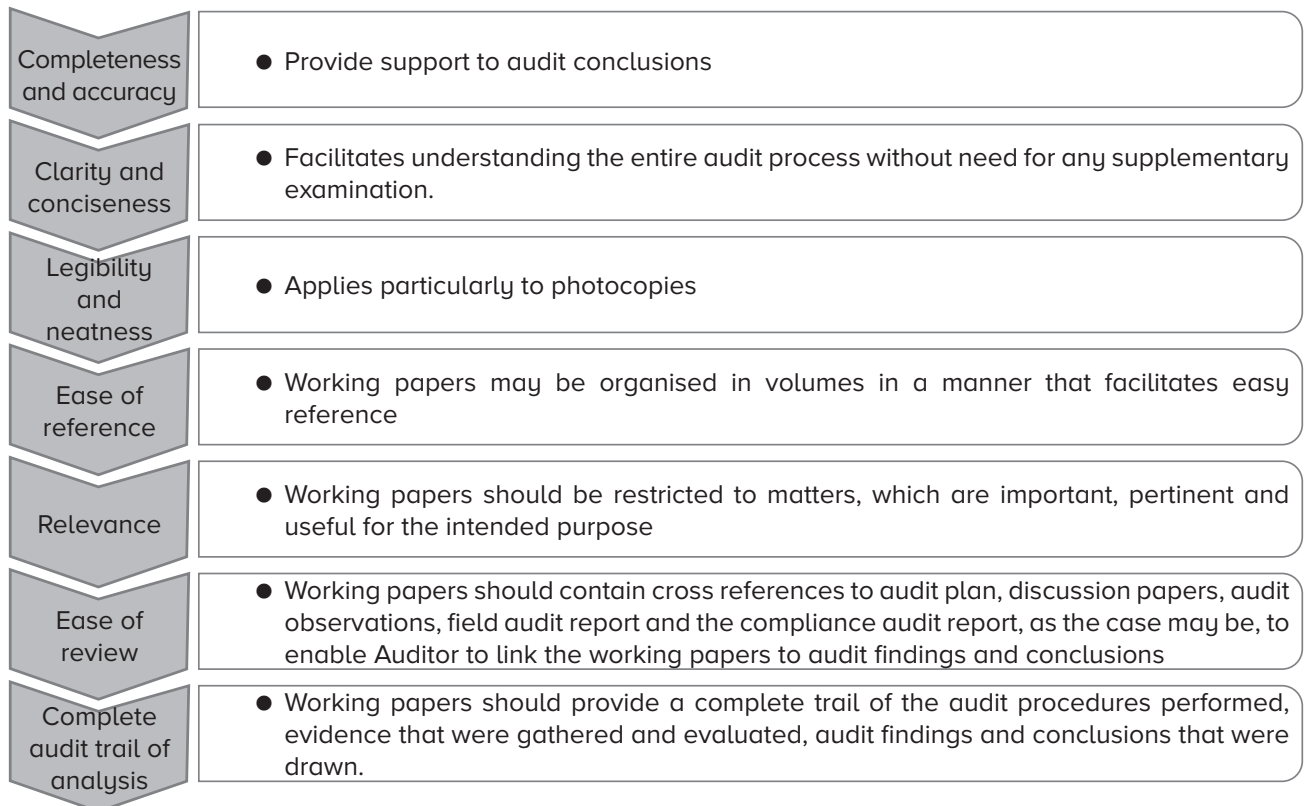 Completeness
and accuracy
● Provide support to audit conclusions
Clarity and
conciseness
● Facilitates understanding the entire audit process without need for any supplementary
examination.
Legibility
and
neatness
● Applies particularly to photocopies
Ease of
reference
● Working papers may be organised in volumes in a manner that facilitates easy
reference
Relevance
● Working papers should be restricted to matters, which are important, pertinent and
useful for the intended purpose
Ease of
review
● Working papers should contain cross references to audit plan, discussion papers, audit
observations, field audit report and the compliance audit report, as the case may be, to
enable Auditor to link the working papers to audit findings and conclusions
Complete
audit trail of
analysis
● Working papers should provide a complete trail of the audit procedures performed,
evidence that were gathered and evaluated, audit findings and conclusions that were
drawn.